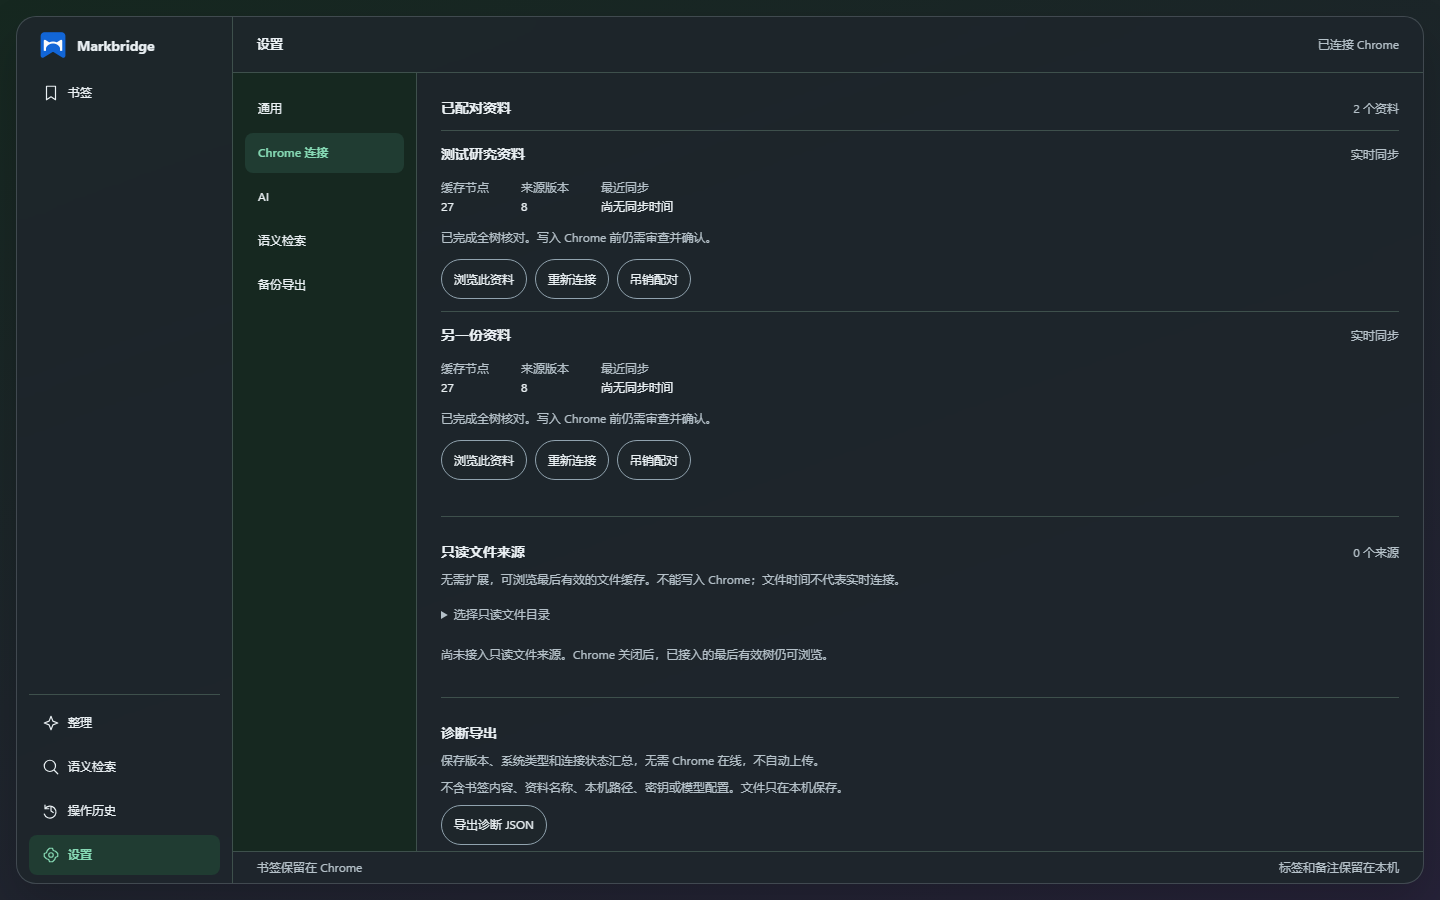 Markbridge
书签
整理
语义检索
操作历史
设置
设置
已连接 Chrome
通用
Chrome 连接
AI
语义检索
备份导出
已配对资料
2 个资料
测试研究资料
实时同步
缓存节点 来源版本 最近同步
27 8 尚无同步时间
已完成全树核对。写入 Chrome 前仍需审查并确认。
浏览此资料 重新连接 吊销配对
另一份资料
实时同步
缓存节点 来源版本 最近同步
27 8 尚无同步时间
已完成全树核对。写入 Chrome 前仍需审查并确认。
浏览此资料 重新连接 吊销配对
只读文件来源
0 个来源
无需扩展，可浏览最后有效的文件缓存。不能写入 Chrome；文件时间不代表实时连接。
选择只读文件目录
尚未接入只读文件来源。Chrome 关闭后，已接入的最后有效树仍可浏览。
诊断导出
保存版本、系统类型和连接状态汇总，无需 Chrome 在线，不自动上传。
不含书签内容、资料名称、本机路径、密钥或模型配置。文件只在本机保存。
导出诊断 JSON
书签保留在 Chrome
标签和备注保留在本机